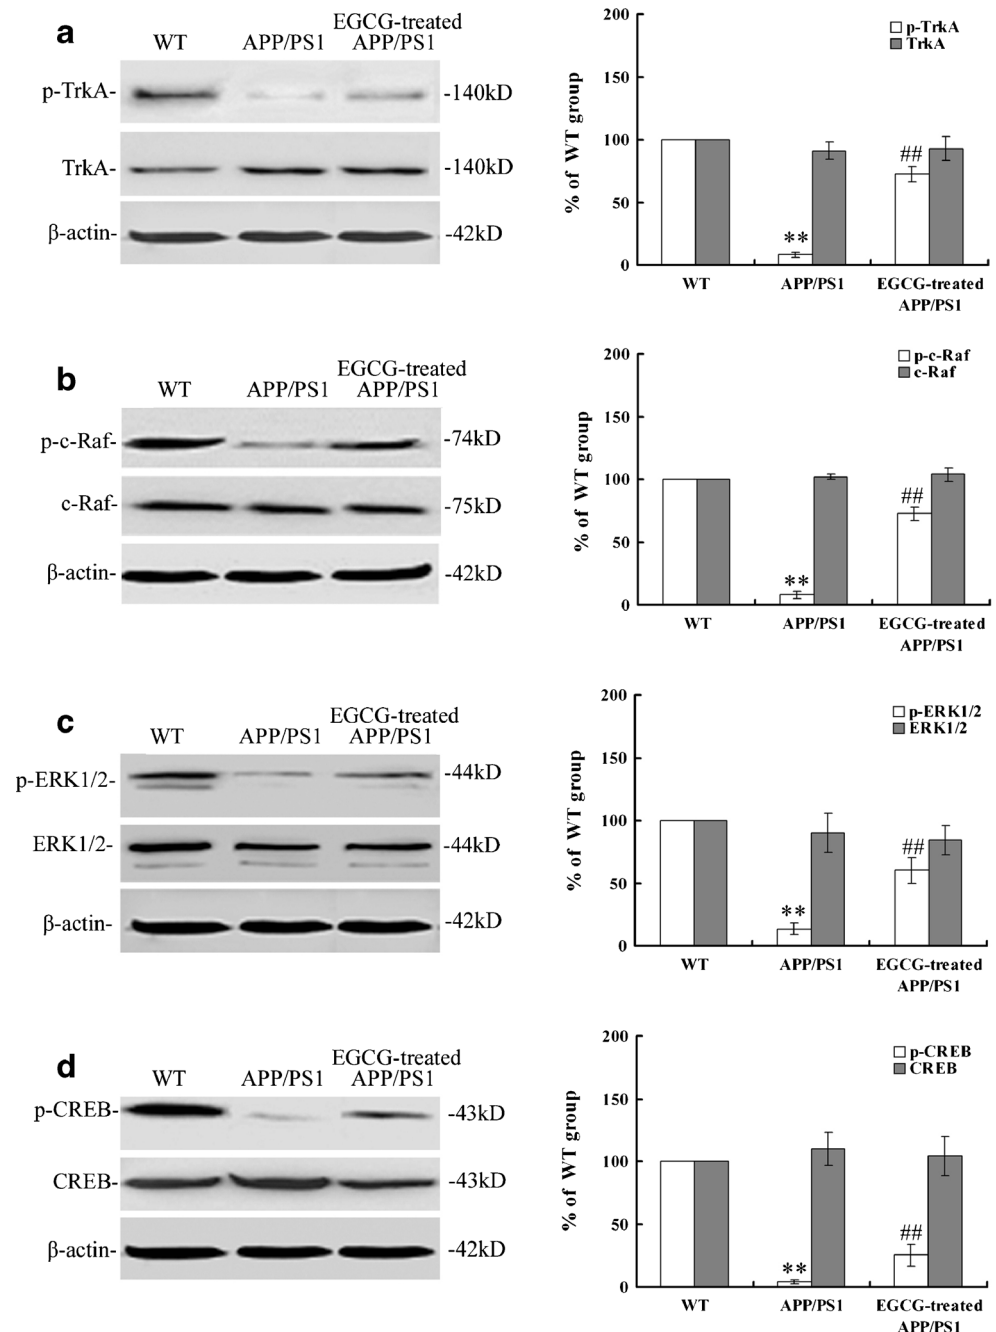 a
WT
APP/PS1
EGCG-treated
APP/PS1
p-TrkA-
-140kD
TrkA-
-140kD
β-actin-
-42kD
% of WT group
200
150
100
50
0
p-TrkA
TrkA
**
##
WT
APP/PS1
EGCG-treated
APP/PS1
b
WT
APP/PS1
EGCG-treated
APP/PS1
p-c-Raf-
-74kD
c-Raf-
-75kD
β-actin-
-42kD
% of WT group
200
150
100
50
0
p-c-Raf
c-Raf
**
##
WT
APP/PS1
EGCG-treated
APP/PS1
c
WT
APP/PS1
EGCG-treated
APP/PS1
p-ERK1/2-
-44kD
ERK1/2-
-44kD
β-actin-
-42kD
% of WT group
200
150
100
50
0
p-ERK1/2
ERK1/2
**
##
WT
APP/PS1
EGCG-treated
APP/PS1
d
WT
APP/PS1
EGCG-treated
APP/PS1
p-CREB-
-43kD
CREB-
-43kD
β-actin-
-42kD
% of WT group
200
150
100
50
0
p-CREB
CREB
**
##
WT
APP/PS1
EGCG-treated
APP/PS1